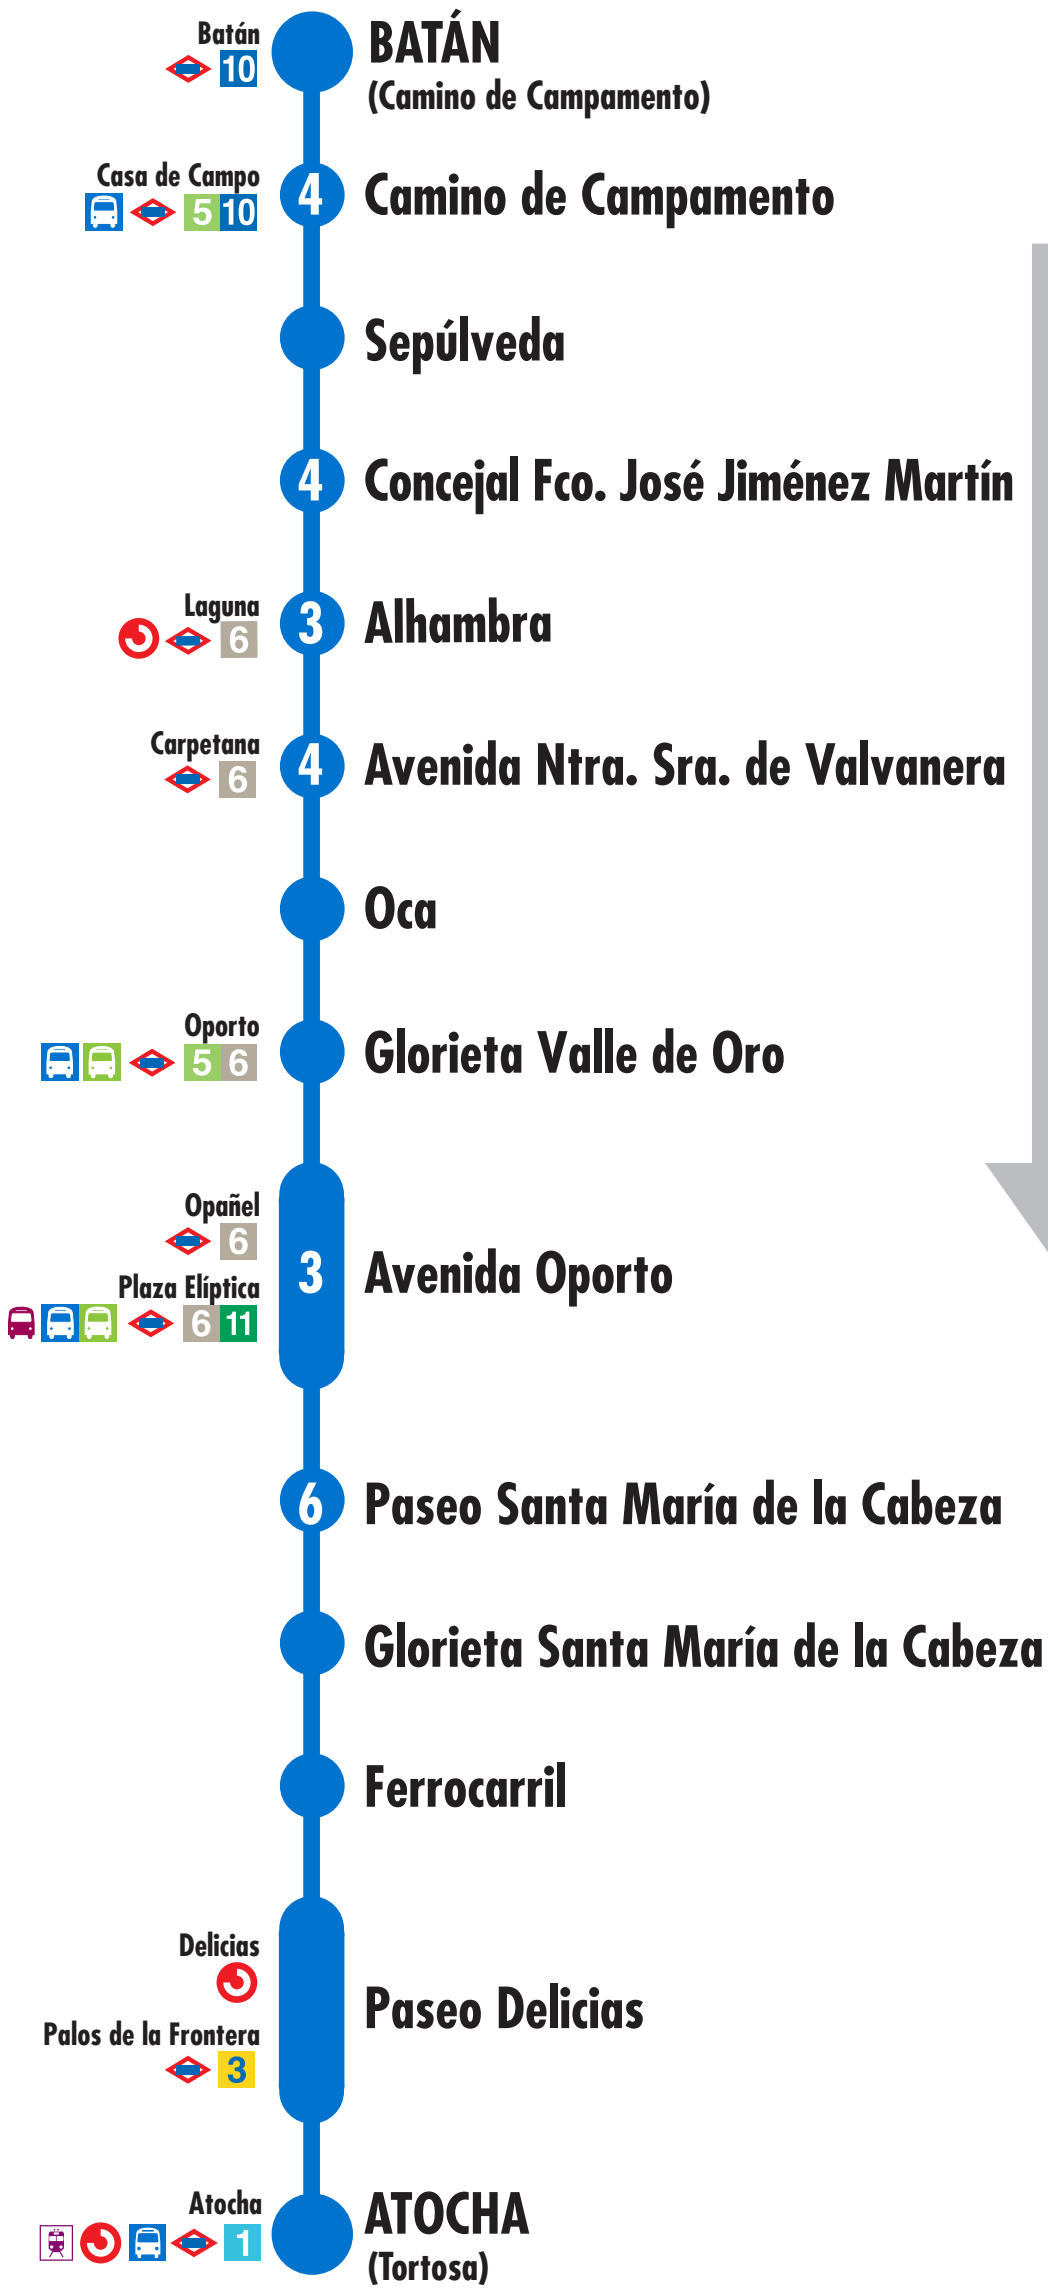 Batán
10
BATÁN
(Camino de Campamento)
Casa de Campo
5 10
4
Camino de Campamento
Sepúlveda
4
Concejal Fco. José Jiménez Martín
Laguna
6
3
Alhambra
Carpetana
6
4
Avenida Ntra. Sra. de Valvanera
Oca
Oporto
5 6
Glorieta Valle de Oro
Opañel
6
Plaza Elíptica
6 11
3
Avenida Oporto
6
Paseo Santa María de la Cabeza
Glorieta Santa María de la Cabeza
Ferrocarril
Delicias
Palos de la Frontera
3
Paseo Delicias
Atocha
1
ATOCHA
(Tortosa)